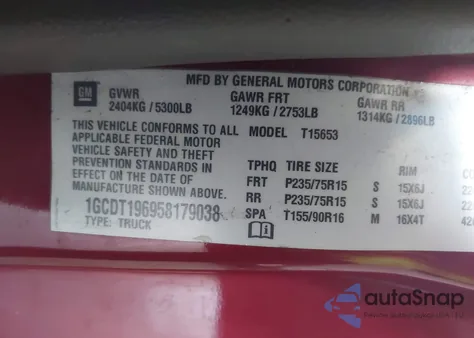 MFD BY GENERAL MOTORS CORPORATION
GM GVWR GAWR FRT GAWR RR
2404KG / 5300LB 1249KG / 2753LB 1314KG / 2896LB
THIS VEHICLE CONFORMS TO ALL MODEL T15653
APPLICABLE FEDERAL MOTOR
VEHICLE SAFETY AND THEFT
PREVENTION STANDARDS IN
EFFECT ON THE DATE OF
MANUFACTURE SHOWN ABOVE.
1GCDT196958179038
TYPE: TRUCK
TPHQ TIRE SIZE RIM
FRT P235/75R15 S 15X6J
RR P235/75R15 S 15X6J
SPA T155/90R16 M 16X4T
autoSnap